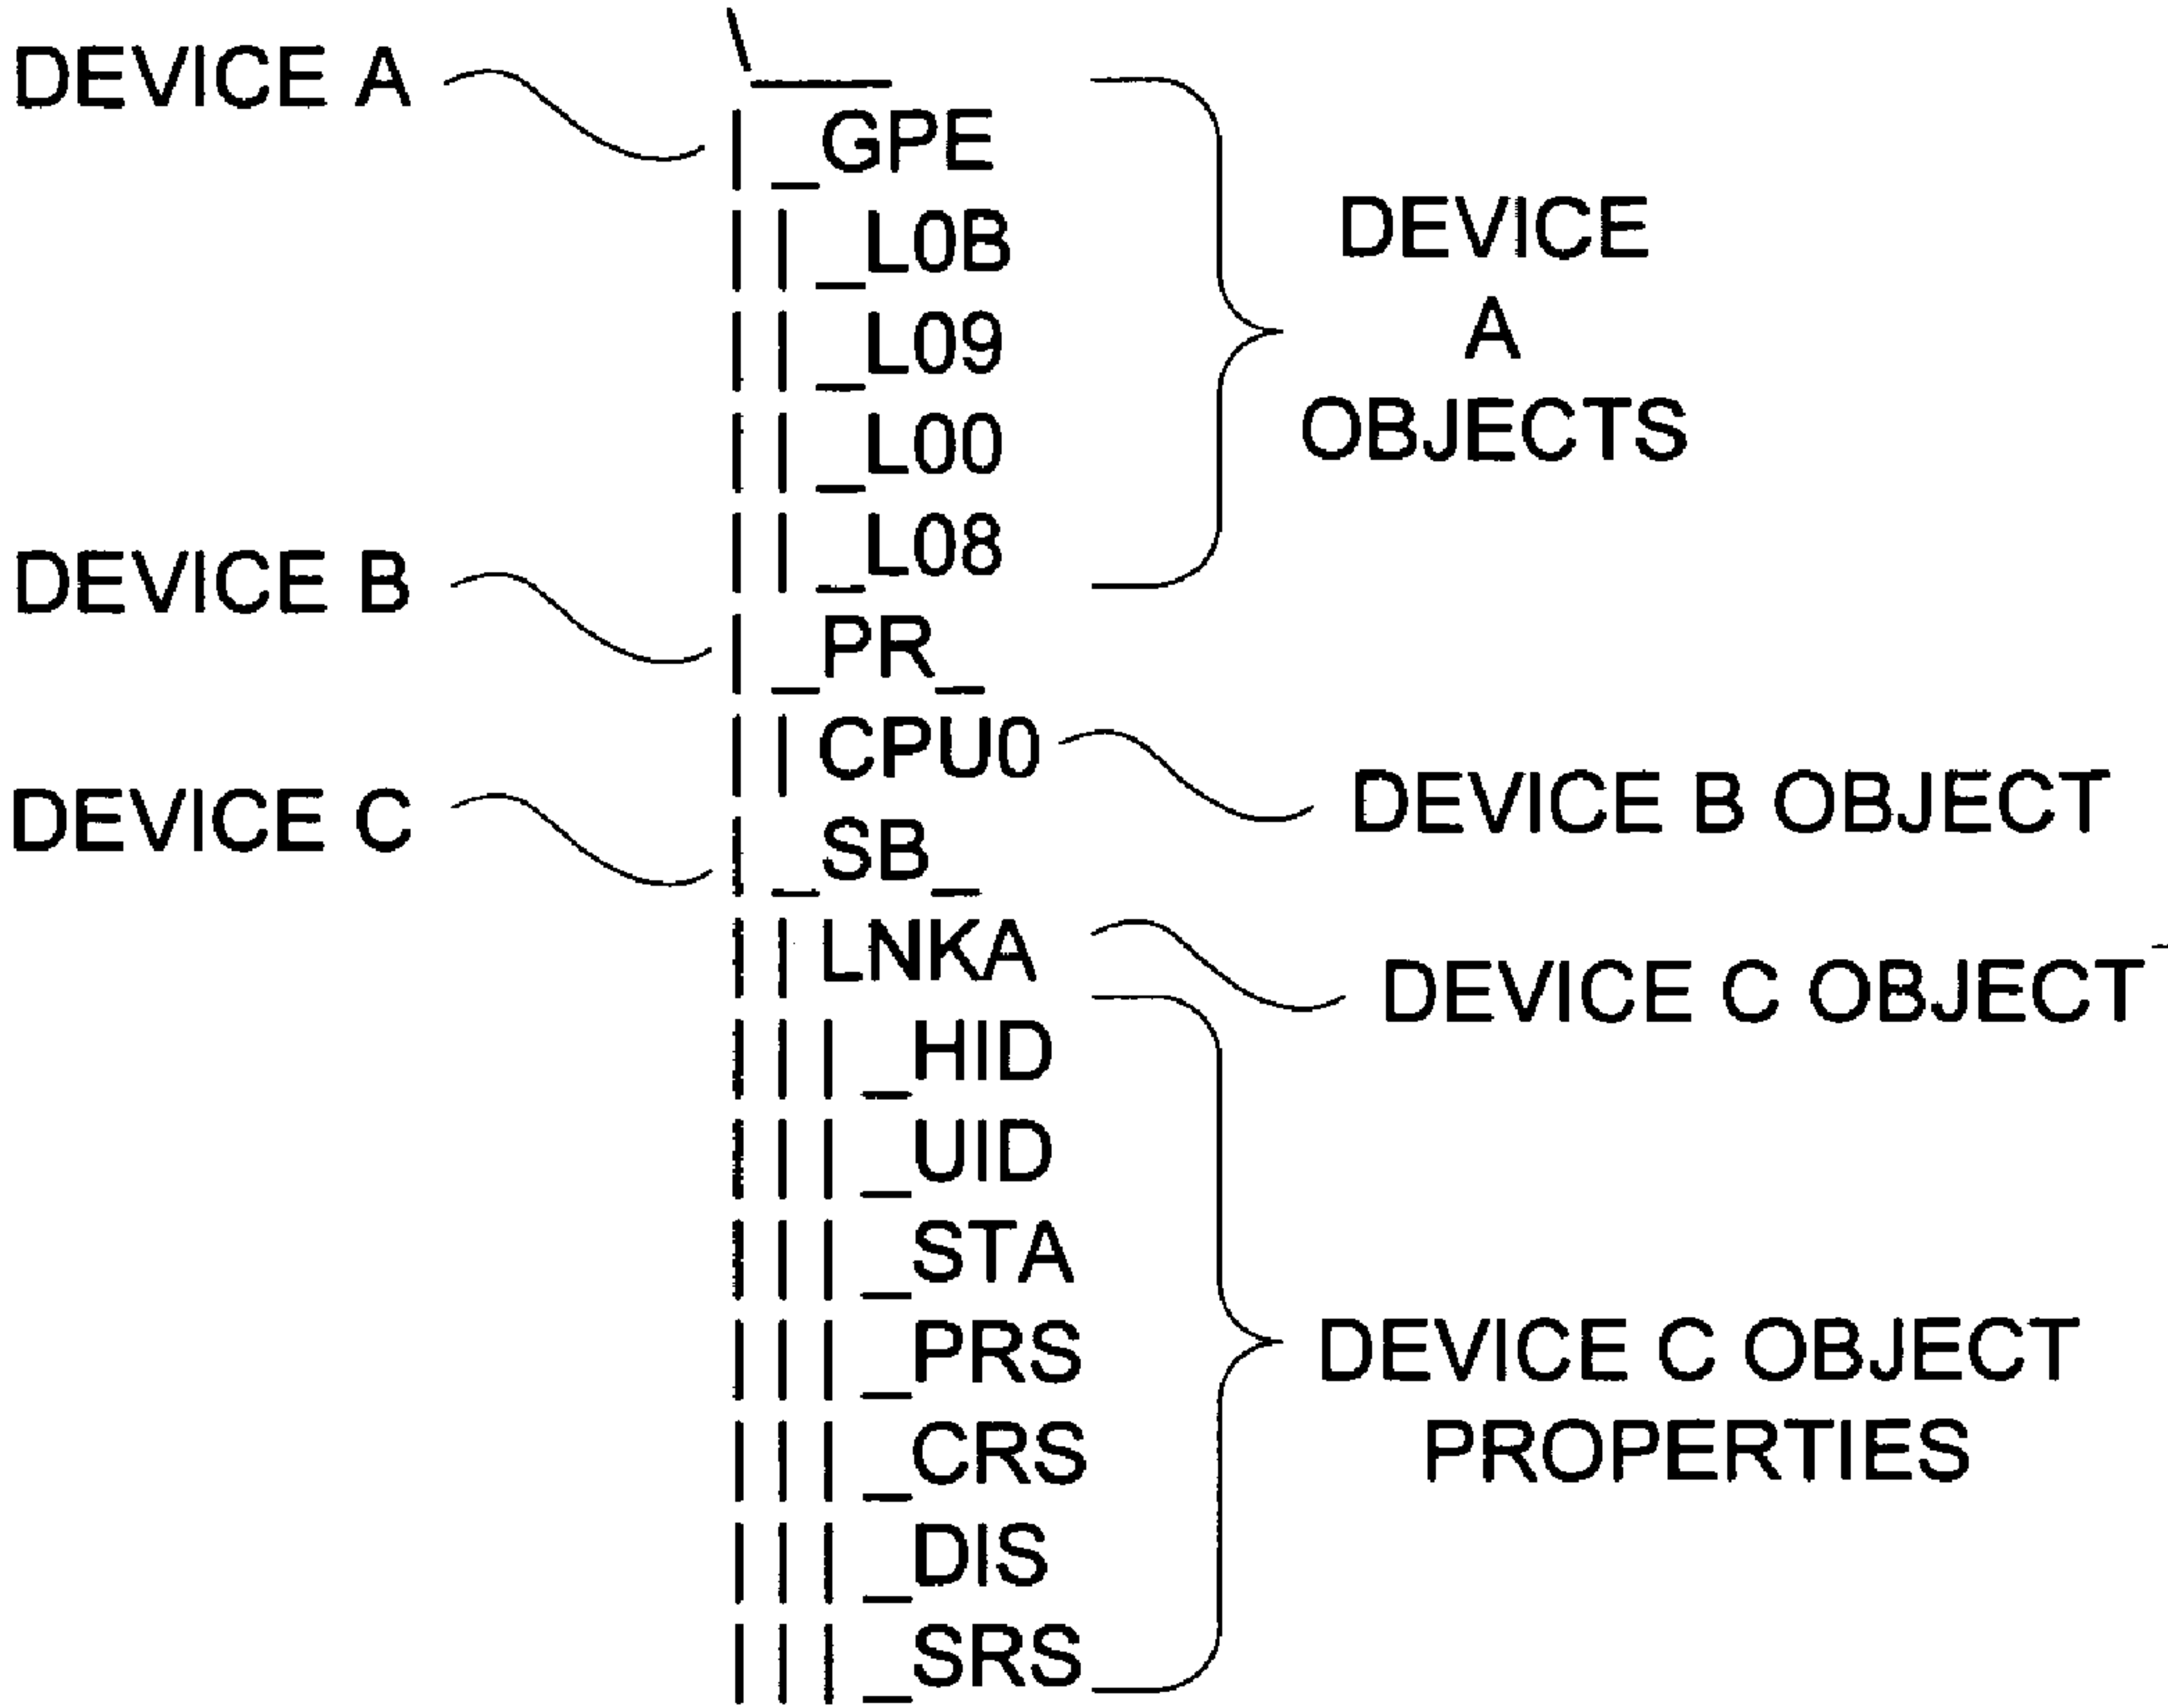 \_____
DEVICE A
| _GPE
| | _L0B
| | _L09
| | _L00
| | _L08
DEVICE
A
OBJECTS
DEVICE B
| _PR_
| | CPU0
DEVICE B OBJECT
DEVICE C
| _SB_
| | LNKA
DEVICE C OBJECT
| | | _HID
| | | _UID
| | | _STA
| | | _PRS
| | | _CRS
| | | _DIS
| | | _SRS
DEVICE C OBJECT
PROPERTIES